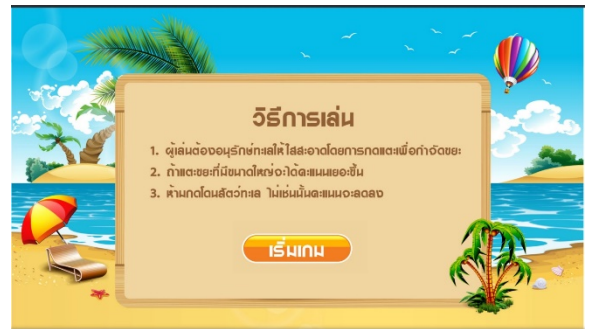 วิธีการเล่น
1. ผู้เล่นต้องอนุรักษ์ทะเลให้ใสสะอาดโดยการกดแตะเพื่อกำจัดขยะ
2. ถ้าแตะขยะที่มีขนาดใหญ่จะได้คะแนนเยอะขึ้น
3. ห้ามกดโดนสัตว์ทะเล ไม่เช่นนั้นคะแนนจะลดลง
เริ่มเกม